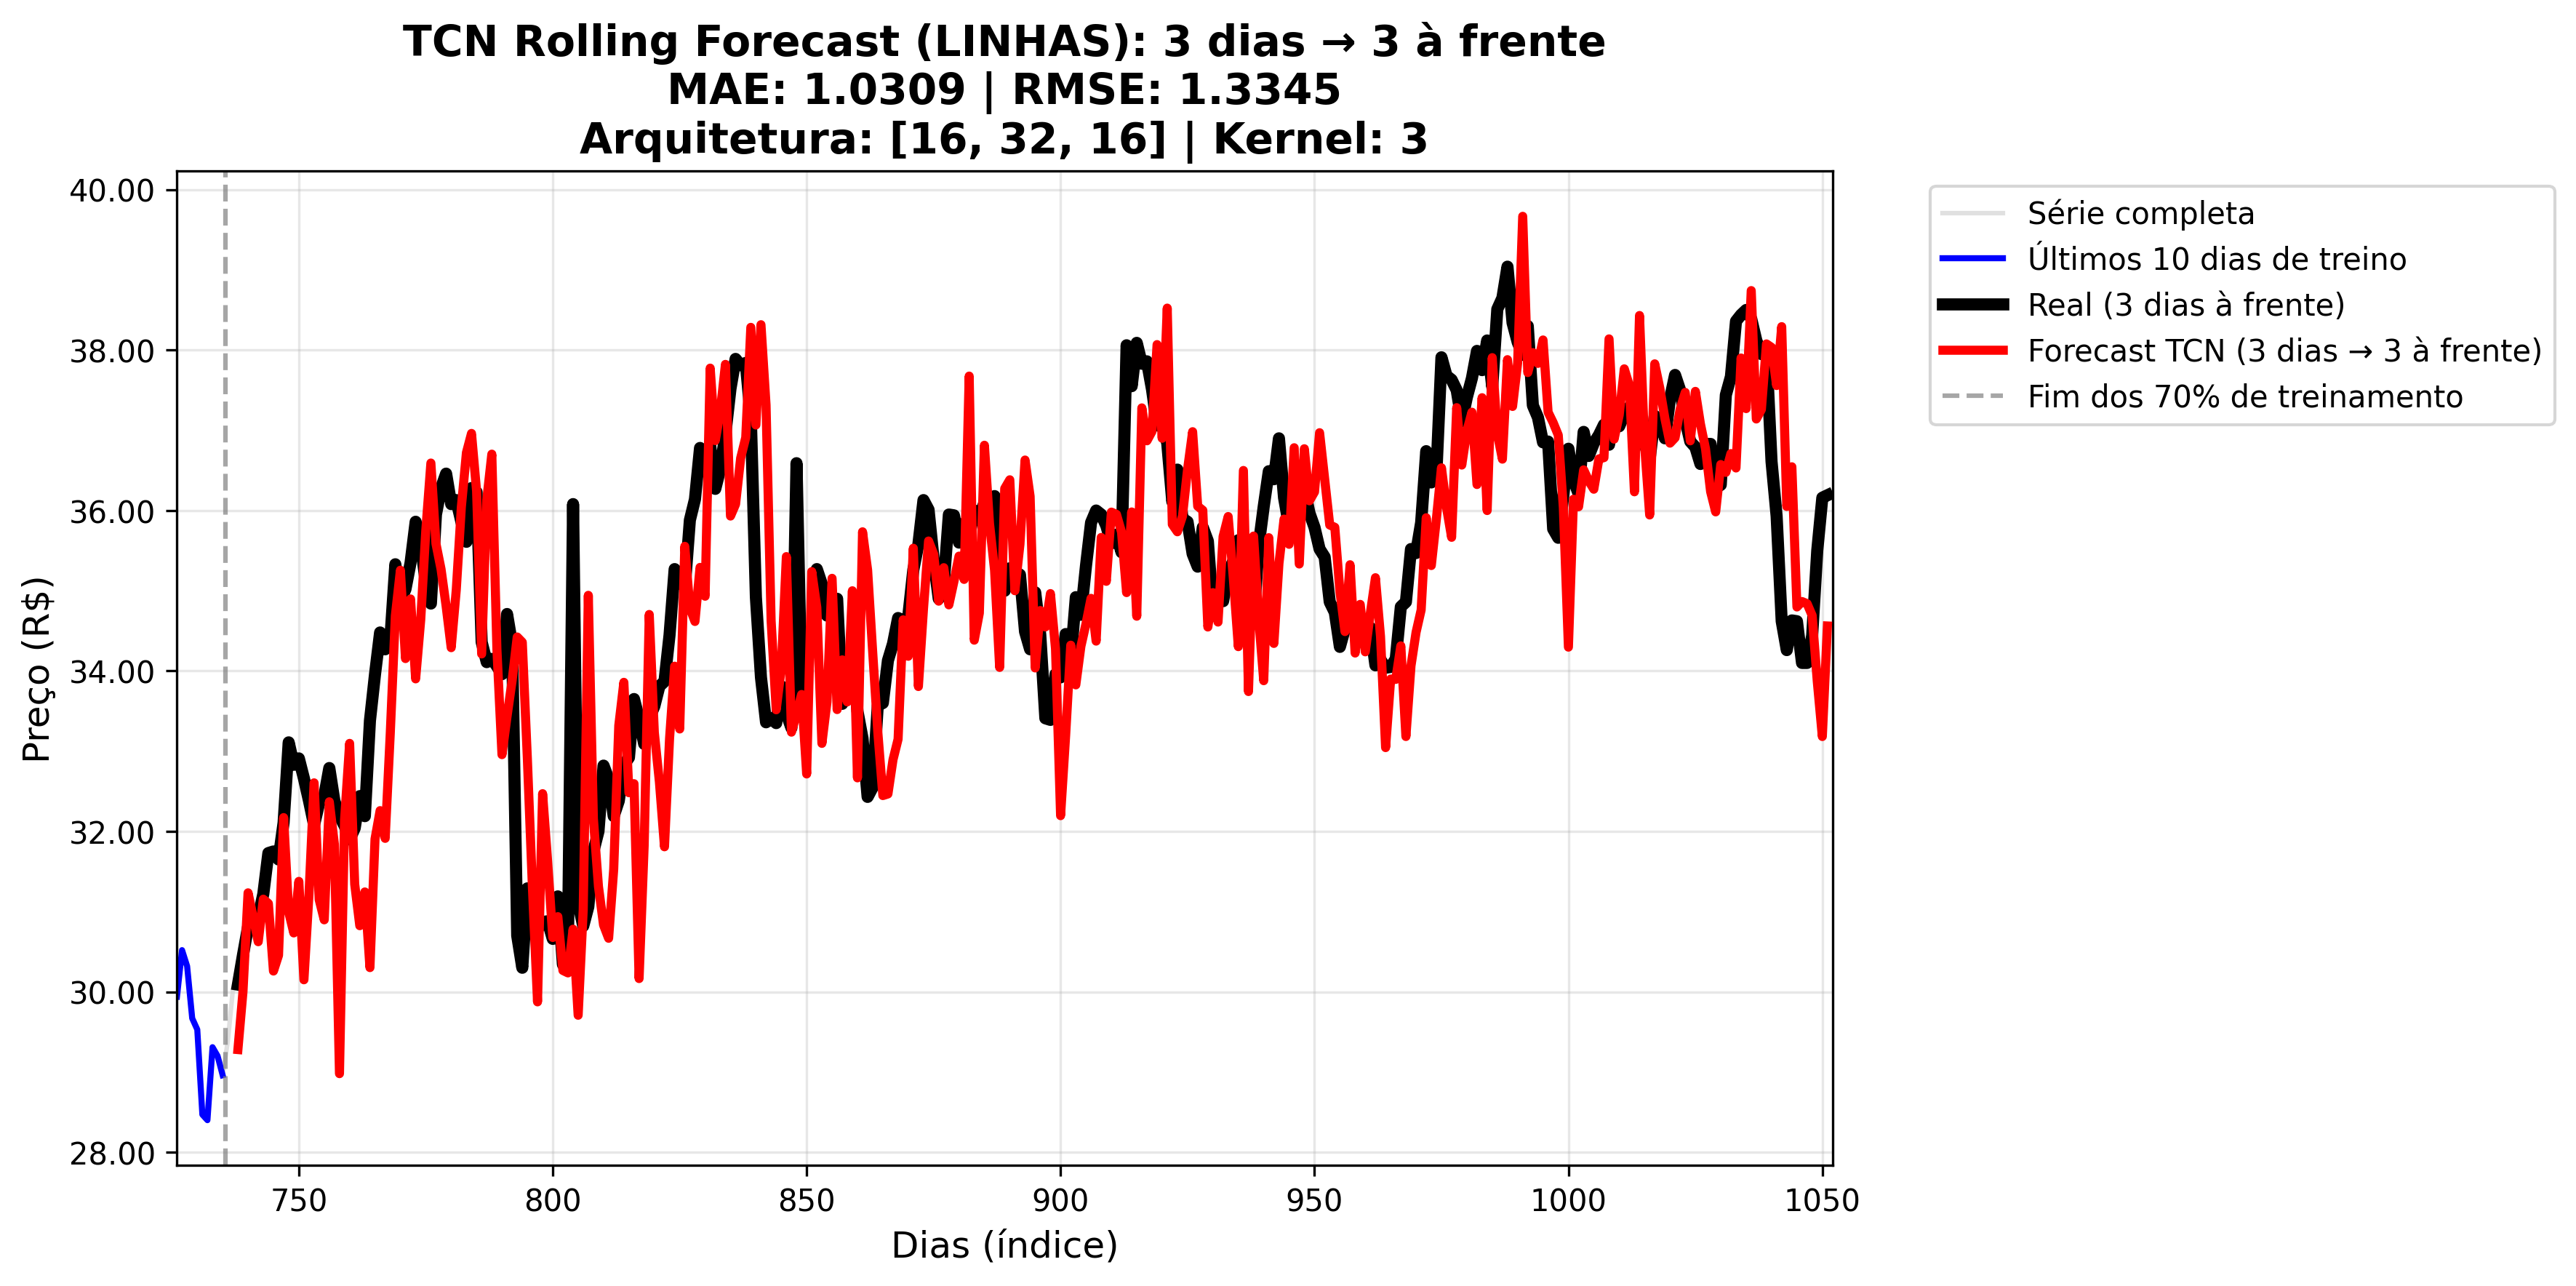 TCN Rolling Forecast (LINHAS): 3 dias → 3 à frente
MAE: 1.0309 | RMSE: 1.3345
Arquitetura: [16, 32, 16] | Kernel: 3
40.00
38.00
36.00
34.00
32.00
30.00
28.00
Preço (R$)
750
800
850
900
950
1000
1050
Dias (índice)
Série completa
Últimos 10 dias de treino
Real (3 dias à frente)
Forecast TCN (3 dias → 3 à frente)
Fim dos 70% de treinamento